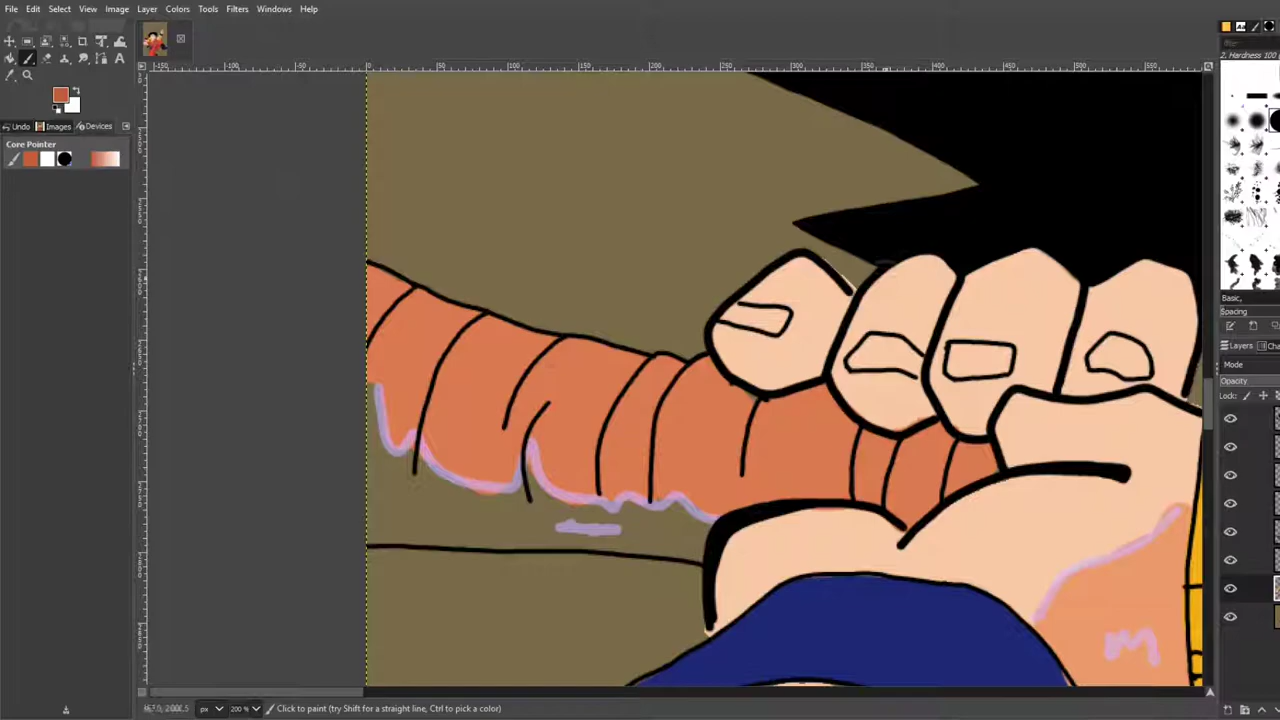 File Edit Select View Image Layer Colors Tools Filters Windows Help
2. Hardness 100
Undo Images Devices
Core Pointer
Basic,
Spacing
Layers Cha
Mode
Opacity
Lock:
m
px 200 % Click to paint (try Shift for a straight line, Ctrl to pick a color)